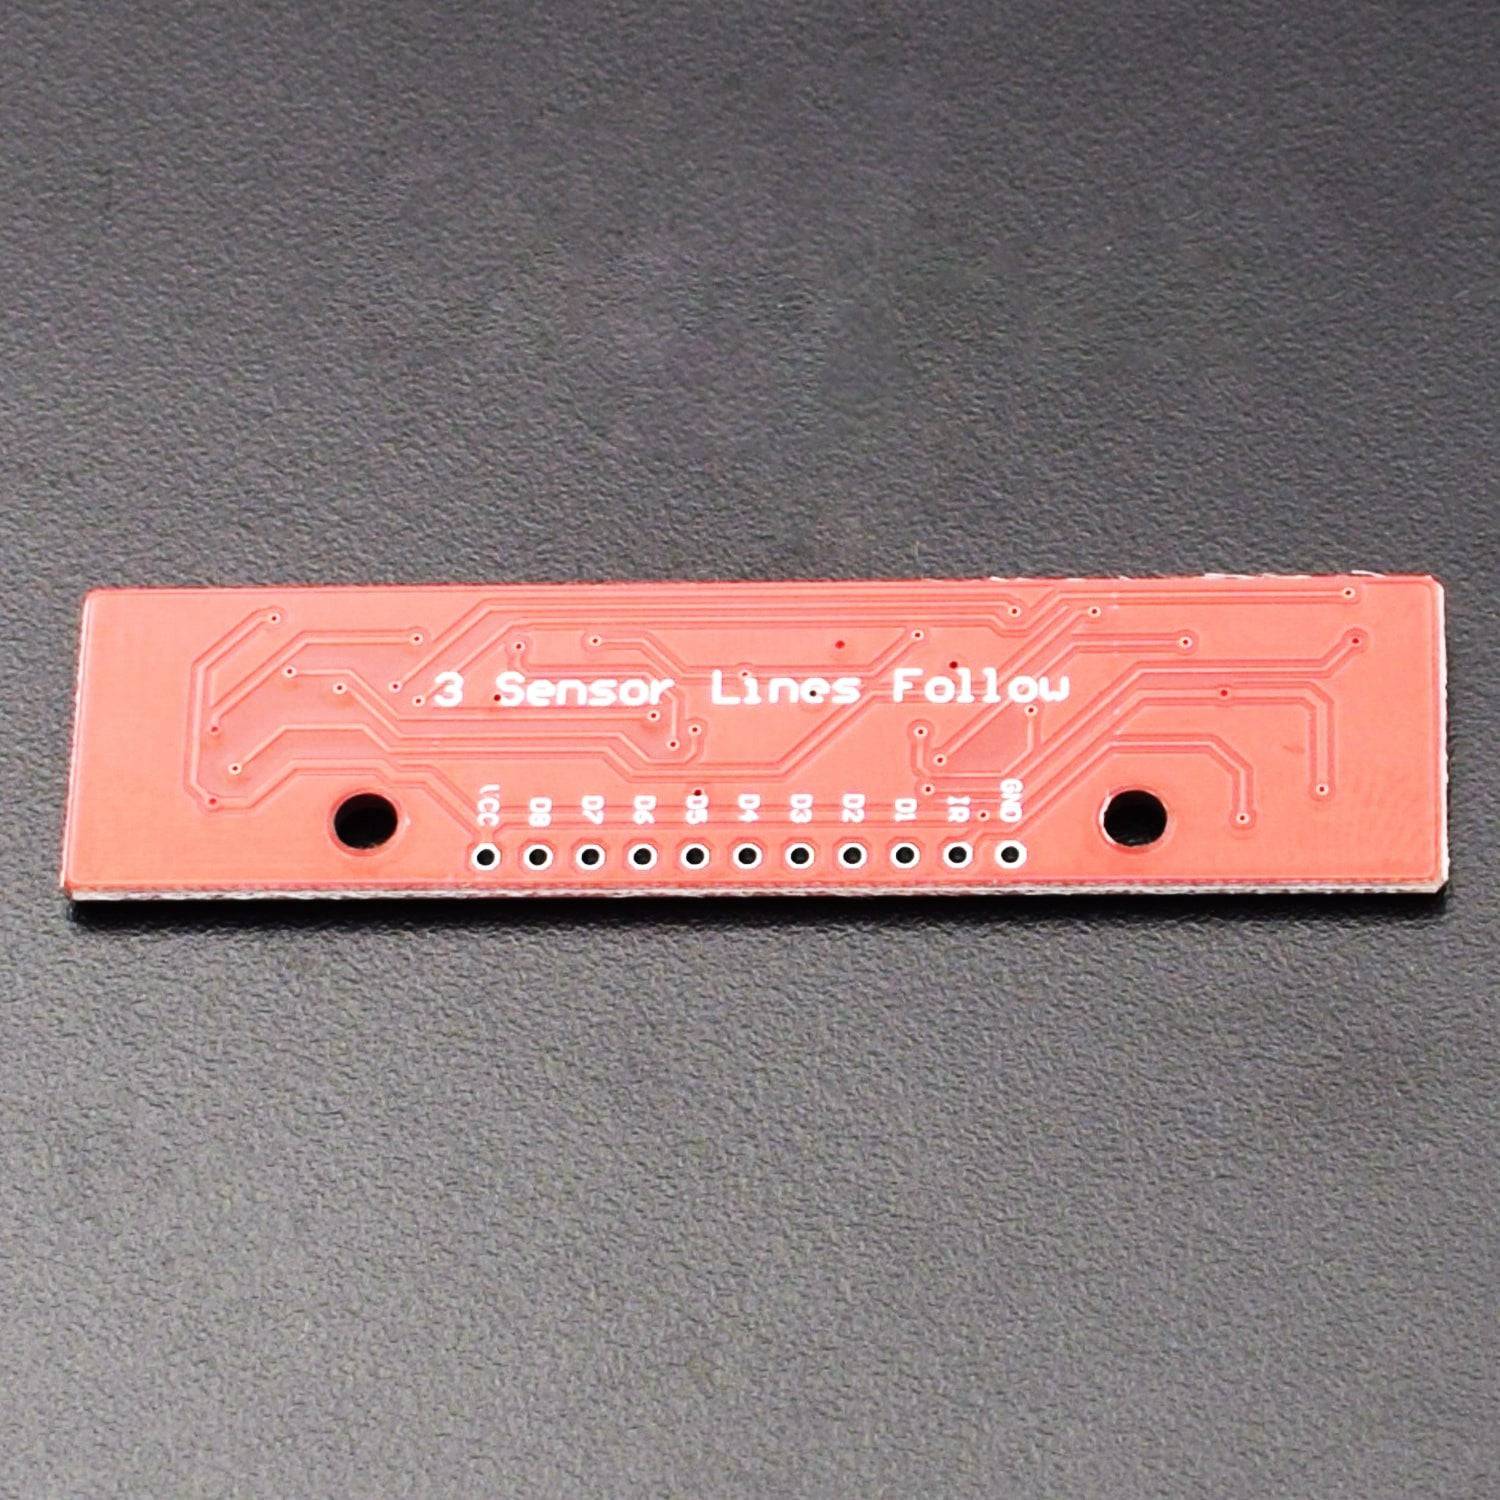 3 Sensor Lines Follow
VCC D8 D7 D6 D5 D4 D3 D2 D1 IR GND